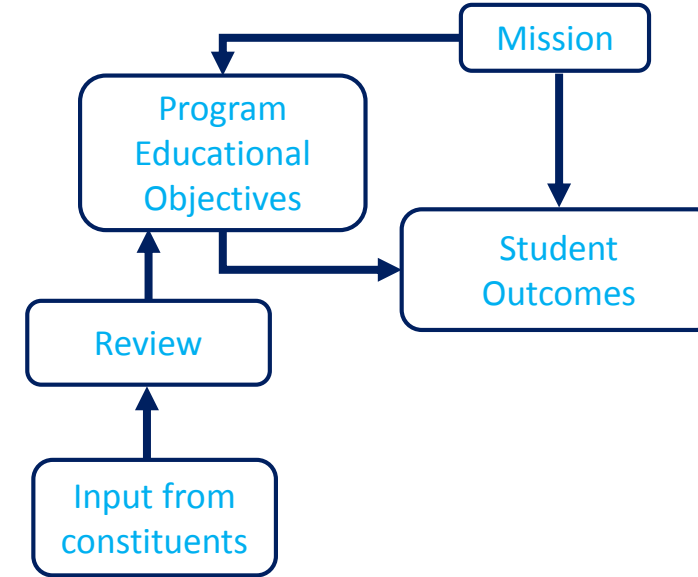 Mission
Program
Educational
Objectives
Student
Outcomes
Review
Input from
constituents